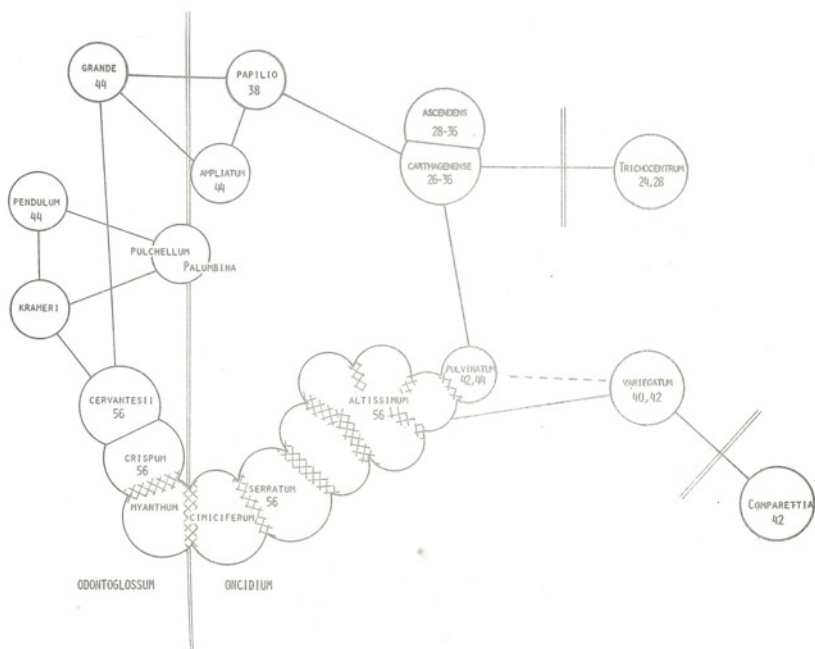 GRANDE
44
PAPILIO
38
AMPLIATUM
44
ASCENDENS
28-36
CARTHAGENENSE
26-36
TRICHOCENTRUM
24,28
PENDULUM
44
PULCHELLUM
PALUMBINA
KRAMERI
CERVANTESII
56
CRISPUM
56
MYANTHUM
CIMICIFERUM
SERRATUM
56
ALTISSIMUM
56
PULVINATUM
42,44
VARIEGATUM
40,42
COMPARETTIA
42
ODONTOGLOSSUM
ONCIDIUM